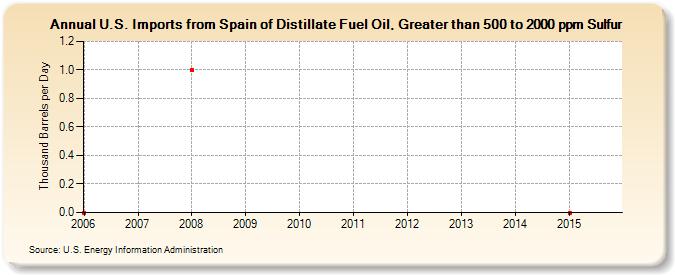 Annual U.S. Imports from Spain of Distillate Fuel Oil, Greater than 500 to 2000 ppm Sulfur
Thousand Barrels per Day
1.2
1.0
0.8
0.6
0.4
0.2
0.0
2006 2007 2008 2009 2010 2011 2012 2013 2014 2015
Source: U.S. Energy Information Administration